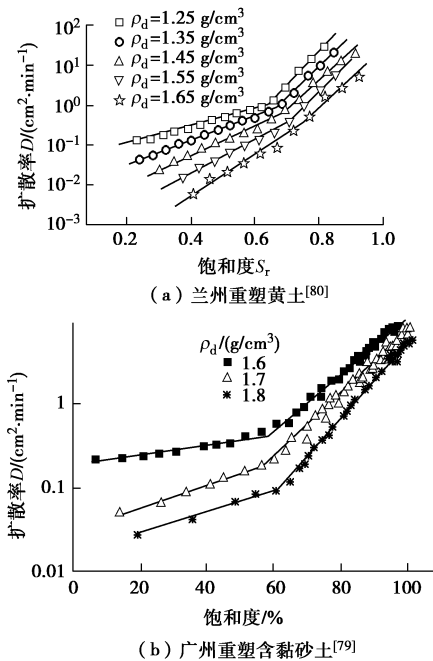 ρd=1.25 g/cm³
ρd=1.35 g/cm³
ρd=1.45 g/cm³
ρd=1.55 g/cm³
ρd=1.65 g/cm³
扩散率D/(cm²·min⁻¹)
10²
10¹
10⁰
10⁻¹
10⁻²
10⁻³
0.2 0.4 0.6 0.8 1.0
饱和度Sr
(a)兰州重塑黄土[80]
ρd/(g/cm³)
1.6
1.7
1.8
扩散率D/(cm²·min⁻¹)
1
0.1
0.01
0 20 40 60 80 100
饱和度/%
(b)广州重塑含黏砂土[79]